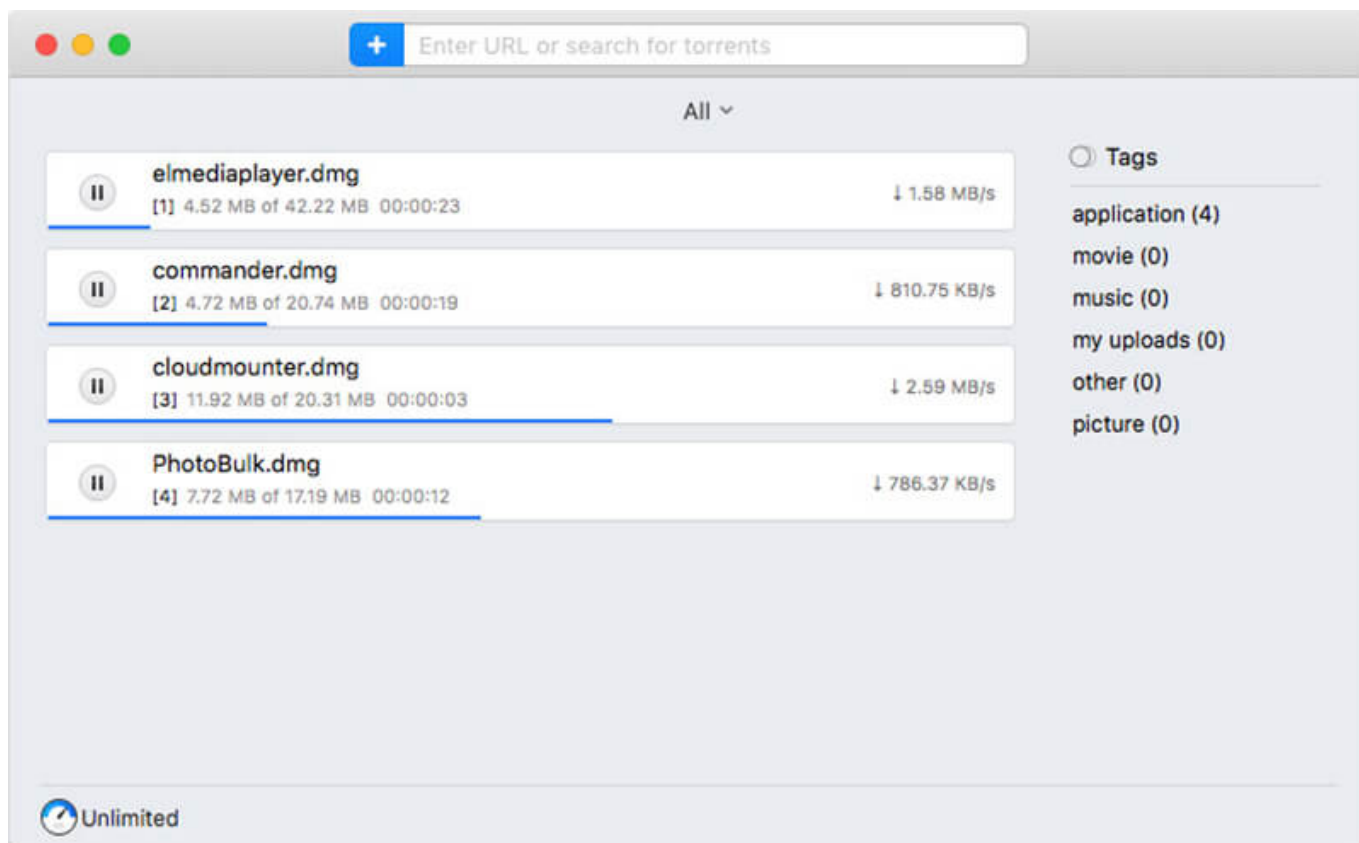 Enter URL or search for torrents
All
elmediaplayer.dmg
[1] 4.52 MB of 42.22 MB 00:00:23
↓ 1.58 MB/s
commander.dmg
[2] 4.72 MB of 20.74 MB 00:00:19
↓ 810.75 KB/s
cloudmounter.dmg
[3] 11.92 MB of 20.31 MB 00:00:03
↓ 2.59 MB/s
PhotoBulk.dmg
[4] 7.72 MB of 17.19 MB 00:00:12
↓ 786.37 KB/s
Tags
application (4)
movie (0)
music (0)
my uploads (0)
other (0)
picture (0)
Unlimited